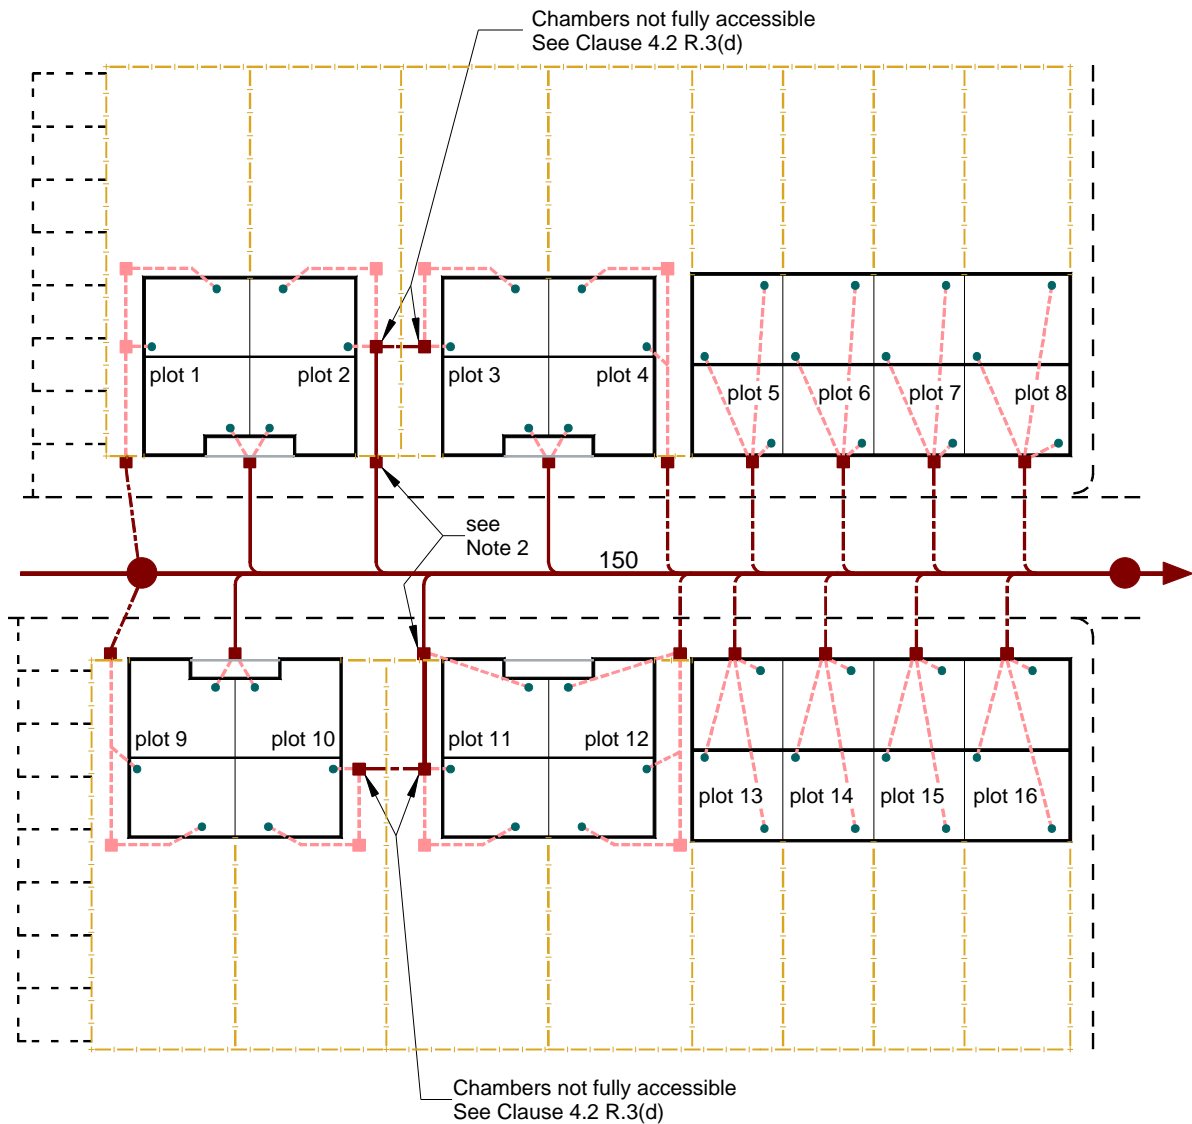 Chambers not fully accessible
See Clause 4.2 R.3(d)
plot 1
plot 2
plot 3
plot 4
plot 5
plot 6
plot 7
plot 8
see
Note 2
150
plot 9
plot 10
plot 11
plot 12
plot 13
plot 14
plot 15
plot 16
Chambers not fully accessible
See Clause 4.2 R.3(d)